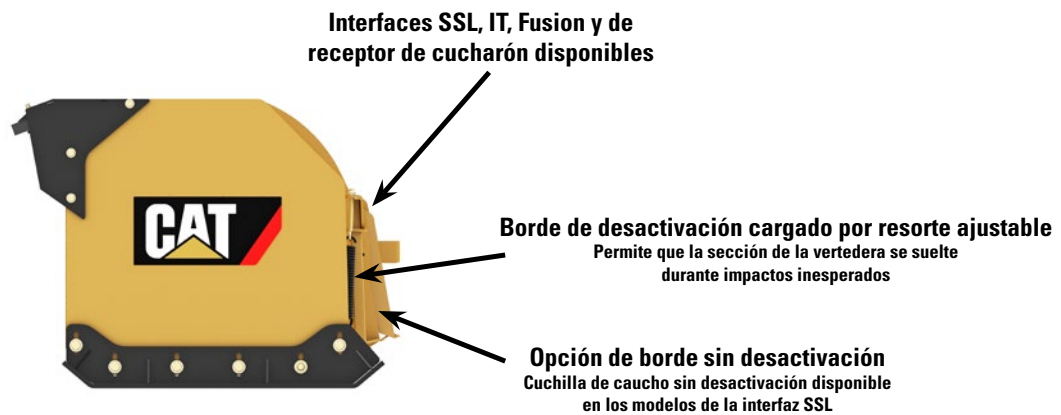 Interfaces SSL, IT, Fusion y de
receptor de cucharón disponibles
CAT
Borde de desactivación cargado por resorte ajustable
Permite que la sección de la vertedera se suelte
durante impactos inesperados
Opción de borde sin desactivación
Cuchilla de caucho sin desactivación disponible
en los modelos de la interfaz SSL